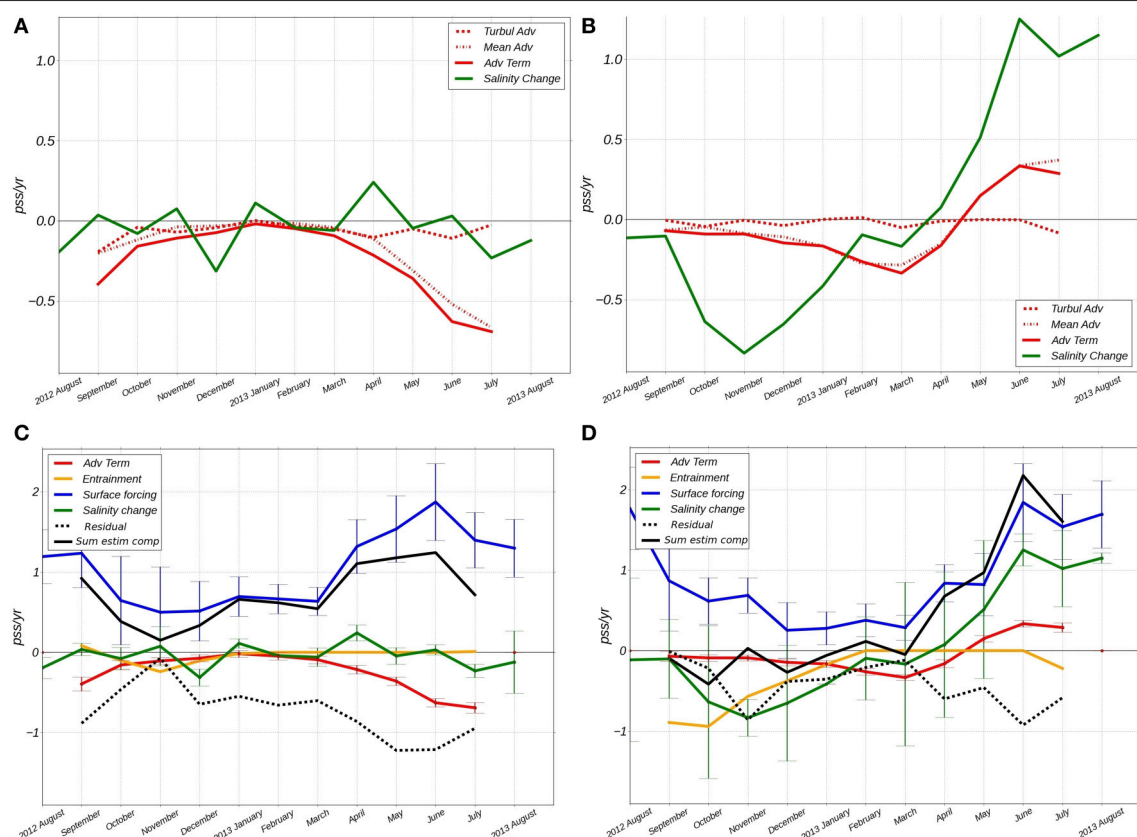 A
Turbul Adv
Mean Adv
Adv Term
Salinity Change
1.0
0.5
0.0
−0.5
pss/yr
2012 August
September
October
November
December
2013 January
February
March
April
May
June
July
2013 August
B
1.0
0.5
0.0
−0.5
pss/yr
Turbul Adv
Mean Adv
Adv Term
Salinity Change
2012 August
September
October
November
December
2013 January
February
March
April
May
June
July
2013 August
C
Adv Term
Entrainment
Surface forcing
Salinity change
Residual
Sum estim comp
2
1
0
−1
pss/yr
2012 August
September
October
November
December
2013 January
February
March
April
May
June
July
2013 August
D
Adv Term
Entrainment
Surface forcing
Salinity change
Residual
Sum estim comp
2
1
0
−1
pss/yr
2012 August
September
October
November
December
2013 January
February
March
April
May
June
July
2013 August